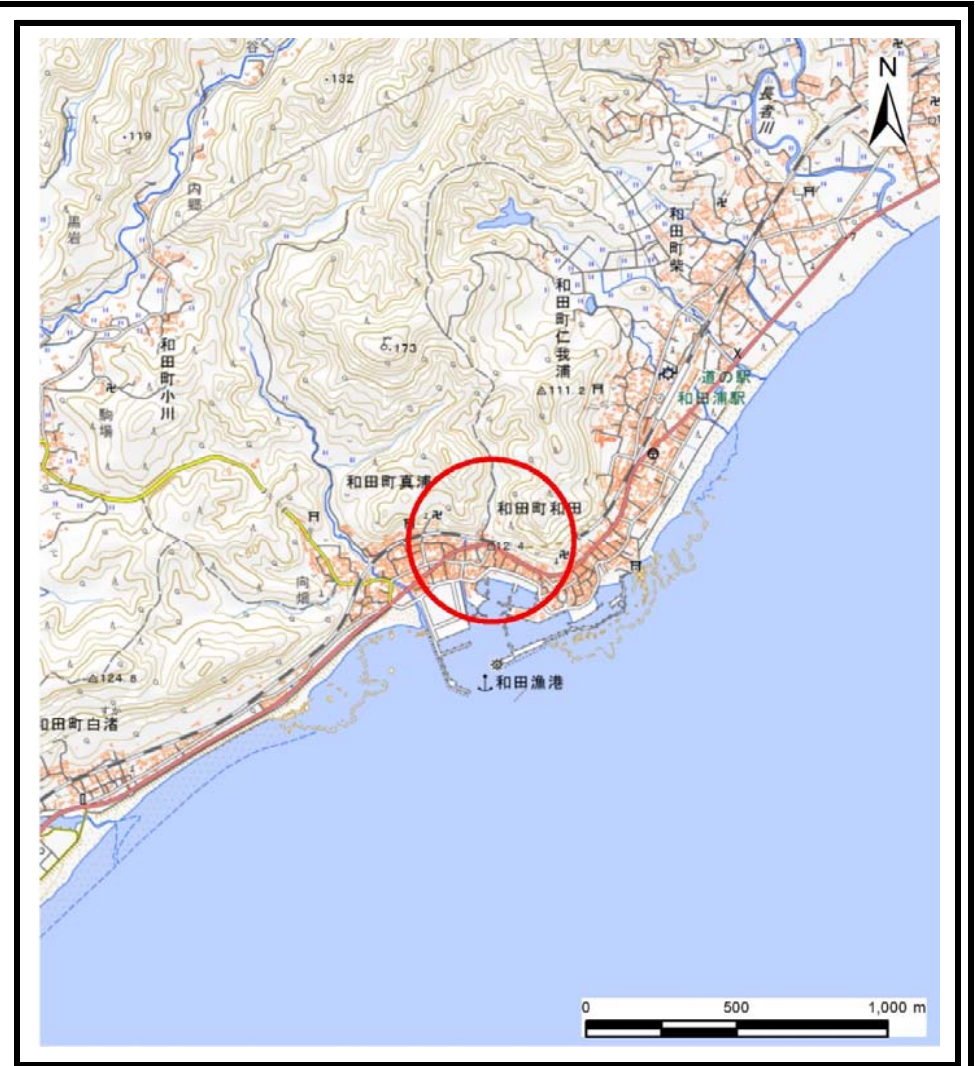 谷
132
N
長者川
119
内郷
黒岩
和田町柴
和田町仁我浦
173
和田町小川
駒場
道の駅
和田浦駅
111.2
和田町真浦
和田町和田
12.4
向畑
和田漁港
124.8
田町白渚
0 500 1,000 m